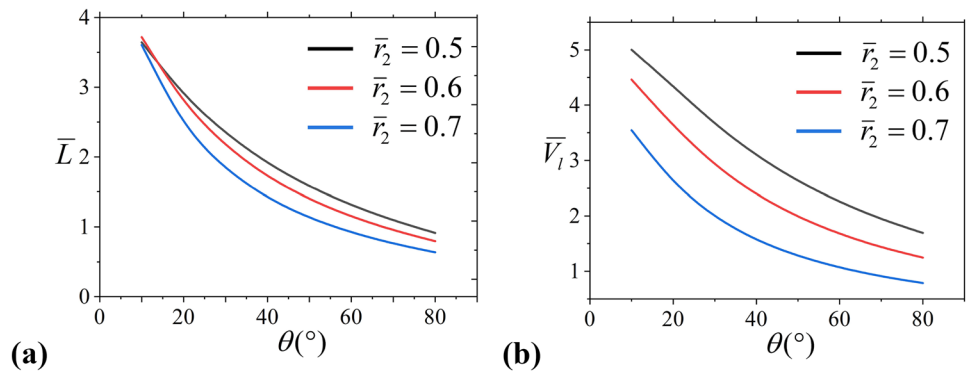 4
3
2
1
0
L̅
r̅₂ = 0.5
r̅₂ = 0.6
r̅₂ = 0.7
0 20 40 60 80
θ(°)
(a)
5
4
3
2
1
V̅ₗ
r̅₂ = 0.5
r̅₂ = 0.6
r̅₂ = 0.7
0 20 40 60 80
θ(°)
(b)